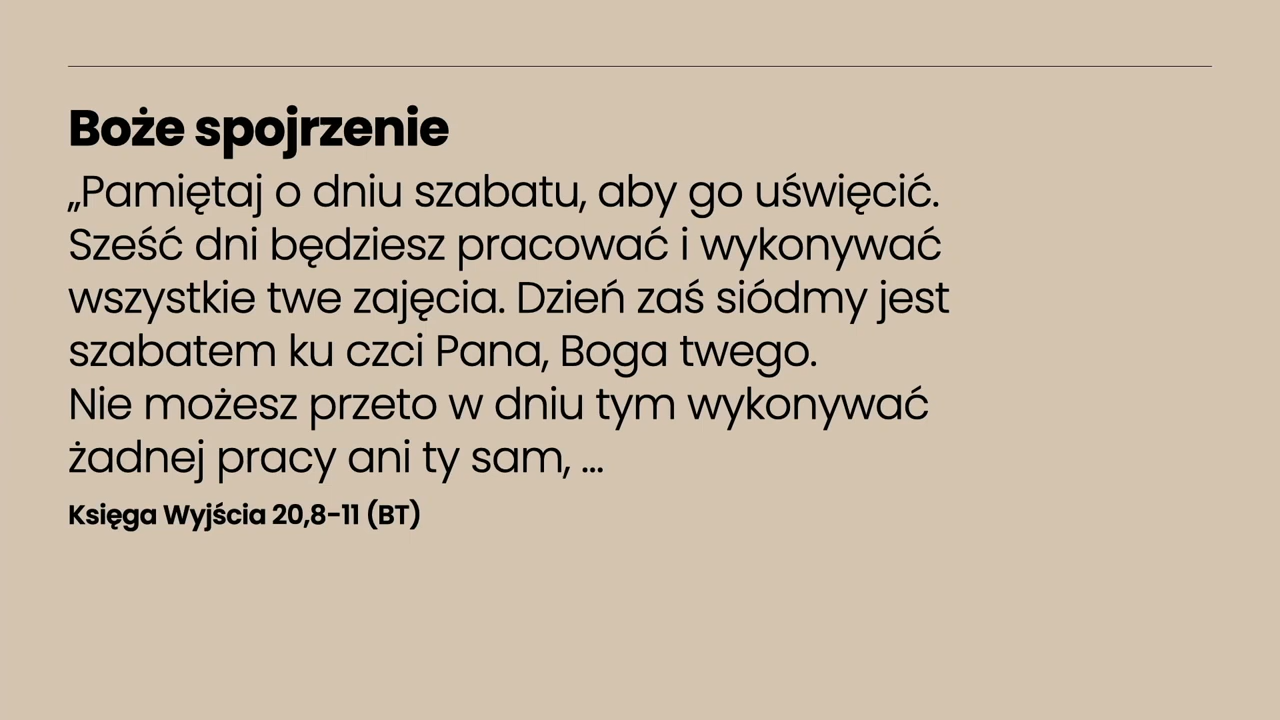 Boże spojrzenie
„Pamiętaj o dniu szabatu, aby go uświęcić.
Sześć dni będziesz pracować i wykonywać
wszystkie twe zajęcia. Dzień zaś siódmy jest
szabatem ku czci Pana, Boga twego.
Nie możesz przeto w dniu tym wykonywać
żadnej pracy ani ty sam, ...
Księga Wyjścia 20,8-11 (BT)